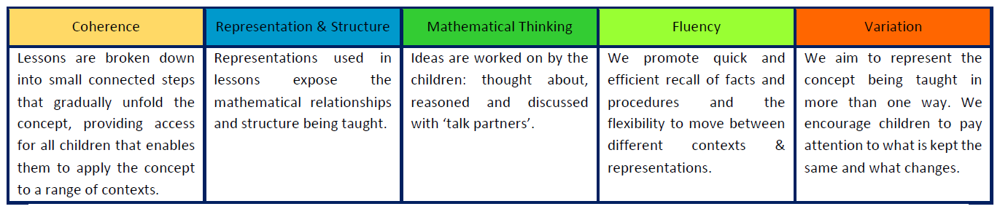 Coherence
Lessons are broken down
into small connected steps
that gradually unfold the
concept, providing access
for all children that enables
them to apply the concept
to a range of contexts.
Representation & Structure
Representations used in
lessons expose the
mathematical relationships
and structure being taught.
Mathematical Thinking
Ideas are worked on by the
children: thought about,
reasoned and discussed
with ‘talk partners’.
Fluency
We promote quick and
efficient recall of facts and
procedures and the
flexibility to move between
different contexts &
representations.
Variation
We aim to represent the
concept being taught in
more than one way. We
encourage children to pay
attention to what is kept the
same and what changes.